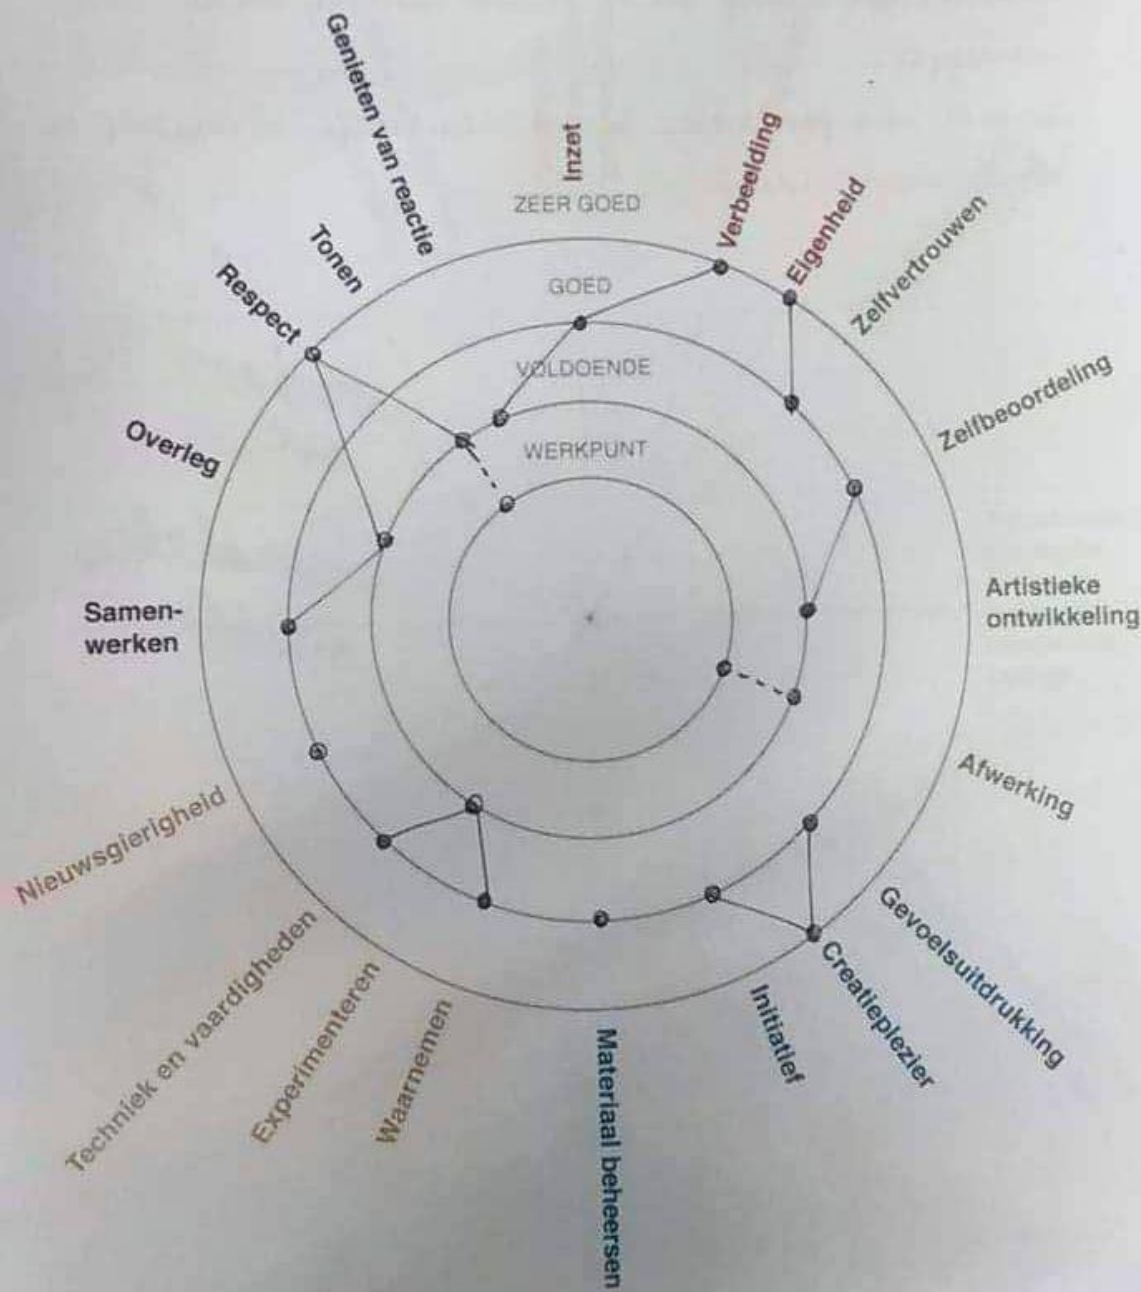 Genieten van reactie
Inzet
Verbeelding
Eigenheid
Zelfvertrouwen
Zelfbeoordeling
Artistieke
ontwikkeling
Afwerking
Gevoelsuitdrukking
Creatieplezier
Initiatief
Materiaal beheersen
Waarnemen
Experimenteren
Techniek en vaardigheden
Nieuwsgierigheid
Samen-
werken
Overleg
Respect
Tonen
ZEER GOED
GOED
VOLDOENDE
WERKPUNT